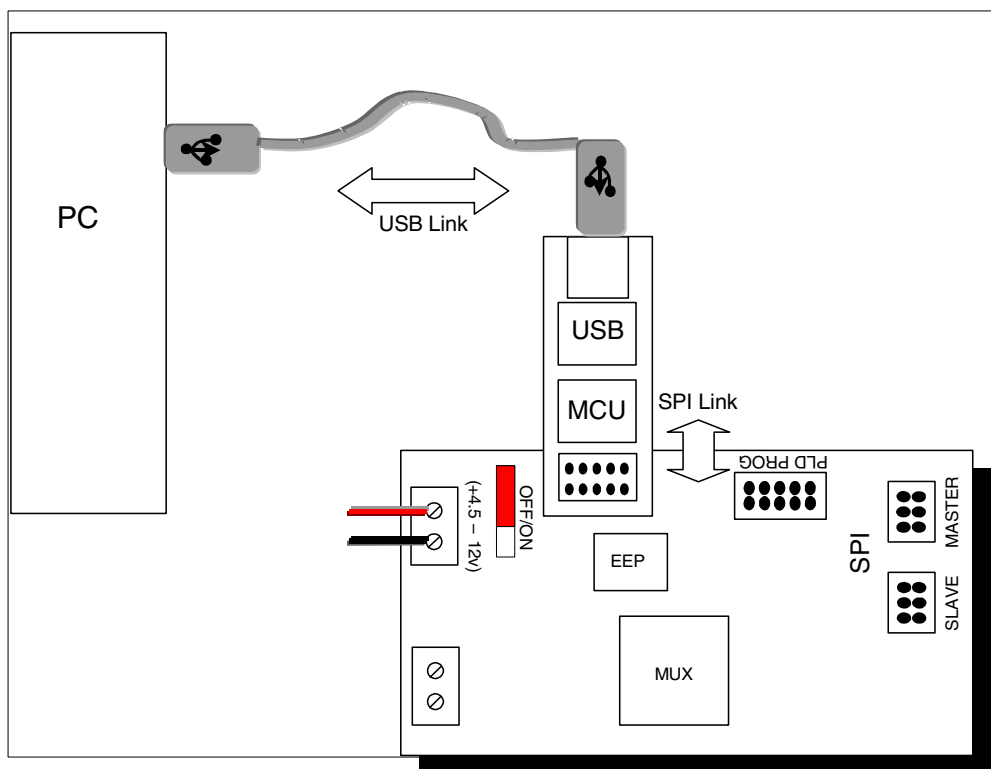 PC
USB Link
USB
MCU
SPI Link
PLD PROG
(+4.5 – 12v)
OFF/ON
EEP
MUX
SPI
MASTER
SLAVE